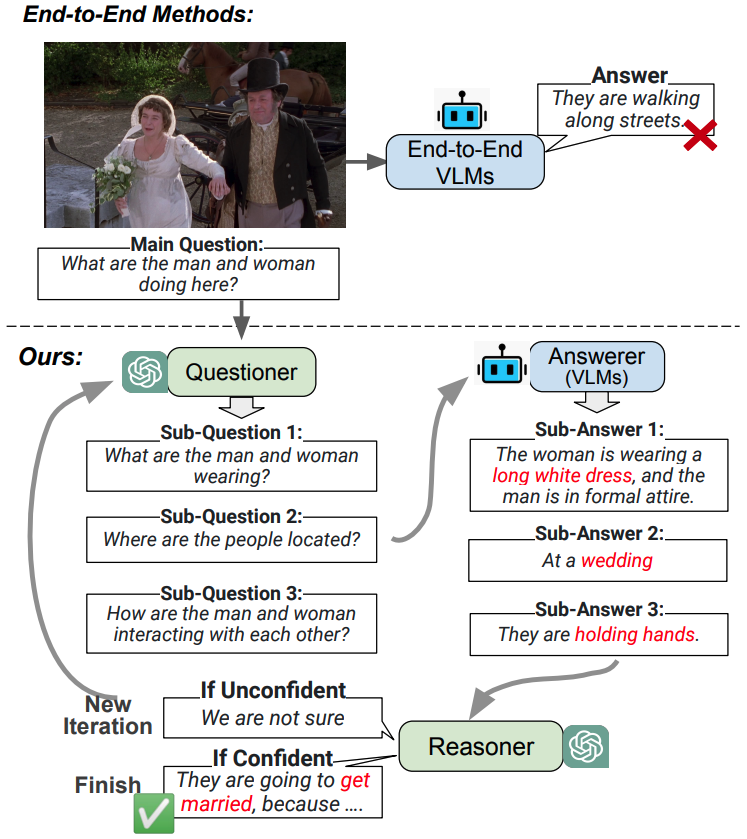 End-to-End Methods:
Answer
They are walking
along streets.
End-to-End
VLMs
Main Question:
What are the man and woman
doing here?
Ours:
Questioner
Answerer
(VLMs)
Sub-Question 1:
What are the man and woman
wearing?
Sub-Question 2:
Where are the people located?
Sub-Question 3:
How are the man and woman
interacting with each other?
Sub-Answer 1:
The woman is wearing a
long white dress, and the
man is in formal attire.
Sub-Answer 2:
At a wedding
Sub-Answer 3:
They are holding hands.
New
Iteration
If Unconfident
We are not sure
Reasoner
If Confident
Finish
They are going to get
married, because ....